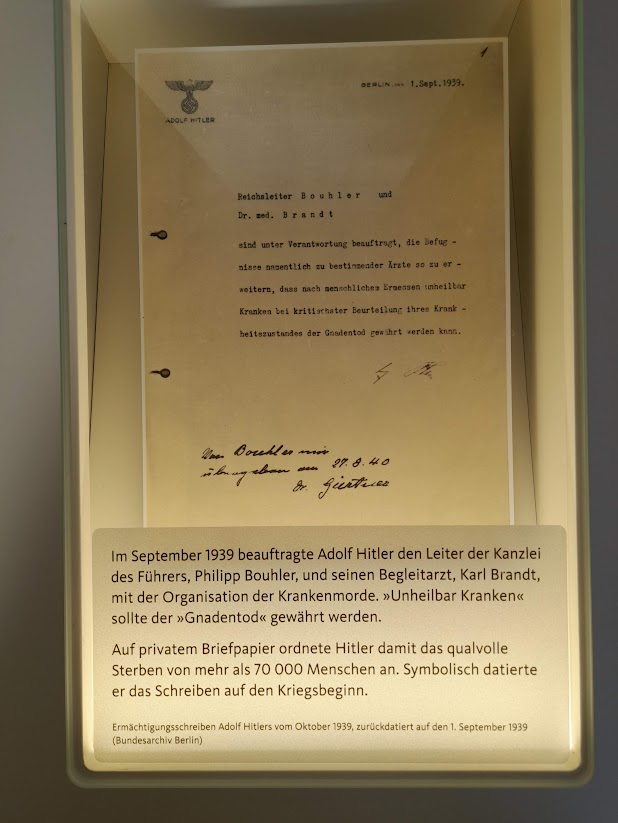 BERLIN, DEN 1.Sept.1939.
ADOLF HITLER
Reichsleiter B o u h l e r und
Dr. med. B r a n d t
sind unter Verantwortung beauftragt, die Befug -
nisse namentlich zu bestimmender Ärzte so zu er -
weitern, dass nach menschlichem Ermessen unheilbar
Kranken bei kritischster Beurteilung ihres Krank -
heitszustandes der Gnadentod gewährt werden kann.
Von Bouhler mir
übergeben am 27.8.40
Dr. Gürtner
Im September 1939 beauftragte Adolf Hitler den Leiter der Kanzlei
des Führers, Philipp Bouhler, und seinen Begleitarzt, Karl Brandt,
mit der Organisation der Krankenmorde. »Unheilbar Kranken«
sollte der »Gnadentod« gewährt werden.
Auf privatem Briefpapier ordnete Hitler damit das qualvolle
Sterben von mehr als 70 000 Menschen an. Symbolisch datierte
er das Schreiben auf den Kriegsbeginn.
Ermächtigungsschreiben Adolf Hitlers vom Oktober 1939, zurückdatiert auf den 1. September 1939
(Bundesarchiv Berlin)